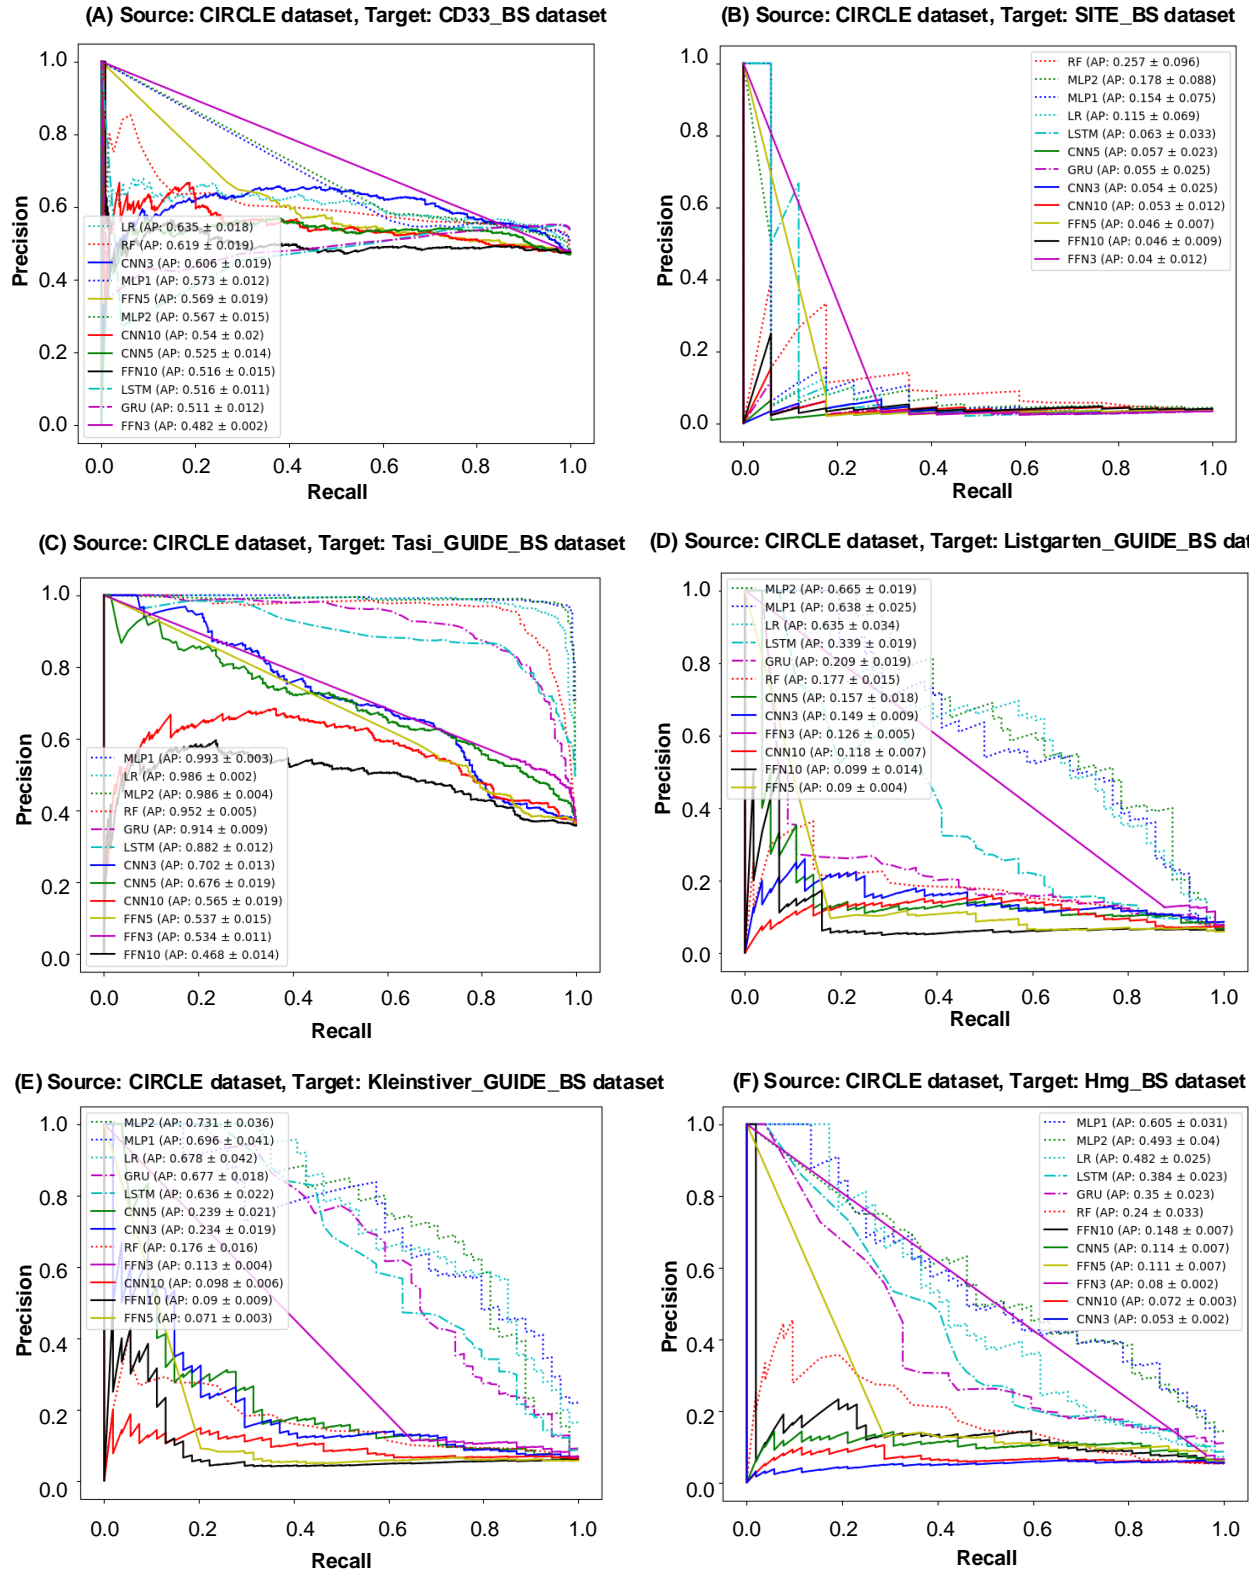 (A) Source: CIRCLE dataset, Target: CD33_BS dataset
1.0
0.8
0.6
0.4
0.2
0.0
Precision
LR (AP: 0.635 ± 0.018)
RF (AP: 0.619 ± 0.019)
CNN3 (AP: 0.606 ± 0.019)
MLP1 (AP: 0.573 ± 0.012)
FFN5 (AP: 0.569 ± 0.019)
MLP2 (AP: 0.567 ± 0.015)
CNN10 (AP: 0.54 ± 0.02)
CNN5 (AP: 0.525 ± 0.014)
FFN10 (AP: 0.516 ± 0.015)
LSTM (AP: 0.516 ± 0.011)
GRU (AP: 0.511 ± 0.012)
FFN3 (AP: 0.482 ± 0.002)
0.0 0.2 0.4 0.6 0.8 1.0
Recall
(B) Source: CIRCLE dataset, Target: SITE_BS dataset
1.0
0.8
0.6
0.4
0.2
0.0
Precision
RF (AP: 0.257 ± 0.096)
MLP2 (AP: 0.178 ± 0.088)
MLP1 (AP: 0.154 ± 0.075)
LR (AP: 0.115 ± 0.069)
LSTM (AP: 0.063 ± 0.033)
CNN5 (AP: 0.057 ± 0.023)
GRU (AP: 0.055 ± 0.025)
CNN3 (AP: 0.054 ± 0.025)
CNN10 (AP: 0.053 ± 0.012)
FFN5 (AP: 0.046 ± 0.007)
FFN10 (AP: 0.046 ± 0.009)
FFN3 (AP: 0.04 ± 0.012)
0.0 0.2 0.4 0.6 0.8 1.0
Recall
(C) Source: CIRCLE dataset, Target: Tasi_GUIDE_BS dataset
1.0
0.8
0.6
0.4
0.2
0.0
Precision
MLP1 (AP: 0.993 ± 0.003)
LR (AP: 0.986 ± 0.002)
MLP2 (AP: 0.986 ± 0.004)
RF (AP: 0.952 ± 0.005)
GRU (AP: 0.914 ± 0.009)
LSTM (AP: 0.882 ± 0.012)
CNN3 (AP: 0.702 ± 0.013)
CNN5 (AP: 0.676 ± 0.019)
CNN10 (AP: 0.565 ± 0.019)
FFN5 (AP: 0.537 ± 0.015)
FFN3 (AP: 0.534 ± 0.011)
FFN10 (AP: 0.468 ± 0.014)
0.0 0.2 0.4 0.6 0.8 1.0
Recall
(D) Source: CIRCLE dataset, Target: Listgarten_GUIDE_BS dat
1.0
0.8
0.6
0.4
0.2
0.0
Precision
MLP2 (AP: 0.665 ± 0.019)
MLP1 (AP: 0.638 ± 0.025)
LR (AP: 0.635 ± 0.034)
LSTM (AP: 0.339 ± 0.019)
GRU (AP: 0.209 ± 0.019)
RF (AP: 0.177 ± 0.015)
CNN5 (AP: 0.157 ± 0.018)
CNN3 (AP: 0.149 ± 0.009)
FFN3 (AP: 0.126 ± 0.005)
CNN10 (AP: 0.118 ± 0.007)
FFN10 (AP: 0.099 ± 0.014)
FFN5 (AP: 0.09 ± 0.004)
0.0 0.2 0.4 0.6 0.8 1.0
Recall
(E) Source: CIRCLE dataset, Target: Kleinstiver_GUIDE_BS dataset
1.0
0.8
0.6
0.4
0.2
0.0
Precision
MLP2 (AP: 0.731 ± 0.036)
MLP1 (AP: 0.696 ± 0.041)
LR (AP: 0.678 ± 0.042)
GRU (AP: 0.677 ± 0.018)
LSTM (AP: 0.636 ± 0.022)
CNN5 (AP: 0.239 ± 0.021)
CNN3 (AP: 0.234 ± 0.019)
RF (AP: 0.176 ± 0.016)
FFN3 (AP: 0.113 ± 0.004)
CNN10 (AP: 0.098 ± 0.006)
FFN10 (AP: 0.09 ± 0.009)
FFN5 (AP: 0.071 ± 0.003)
0.0 0.2 0.4 0.6 0.8 1.0
Recall
(F) Source: CIRCLE dataset, Target: Hmg_BS dataset
1.0
0.8
0.6
0.4
0.2
0.0
Precision
MLP1 (AP: 0.605 ± 0.031)
MLP2 (AP: 0.493 ± 0.04)
LR (AP: 0.482 ± 0.025)
LSTM (AP: 0.384 ± 0.023)
GRU (AP: 0.35 ± 0.023)
RF (AP: 0.24 ± 0.033)
FFN10 (AP: 0.148 ± 0.007)
CNN5 (AP: 0.114 ± 0.007)
FFN5 (AP: 0.111 ± 0.007)
FFN3 (AP: 0.08 ± 0.002)
CNN10 (AP: 0.072 ± 0.003)
CNN3 (AP: 0.053 ± 0.002)
0.0 0.2 0.4 0.6 0.8 1.0
Recall